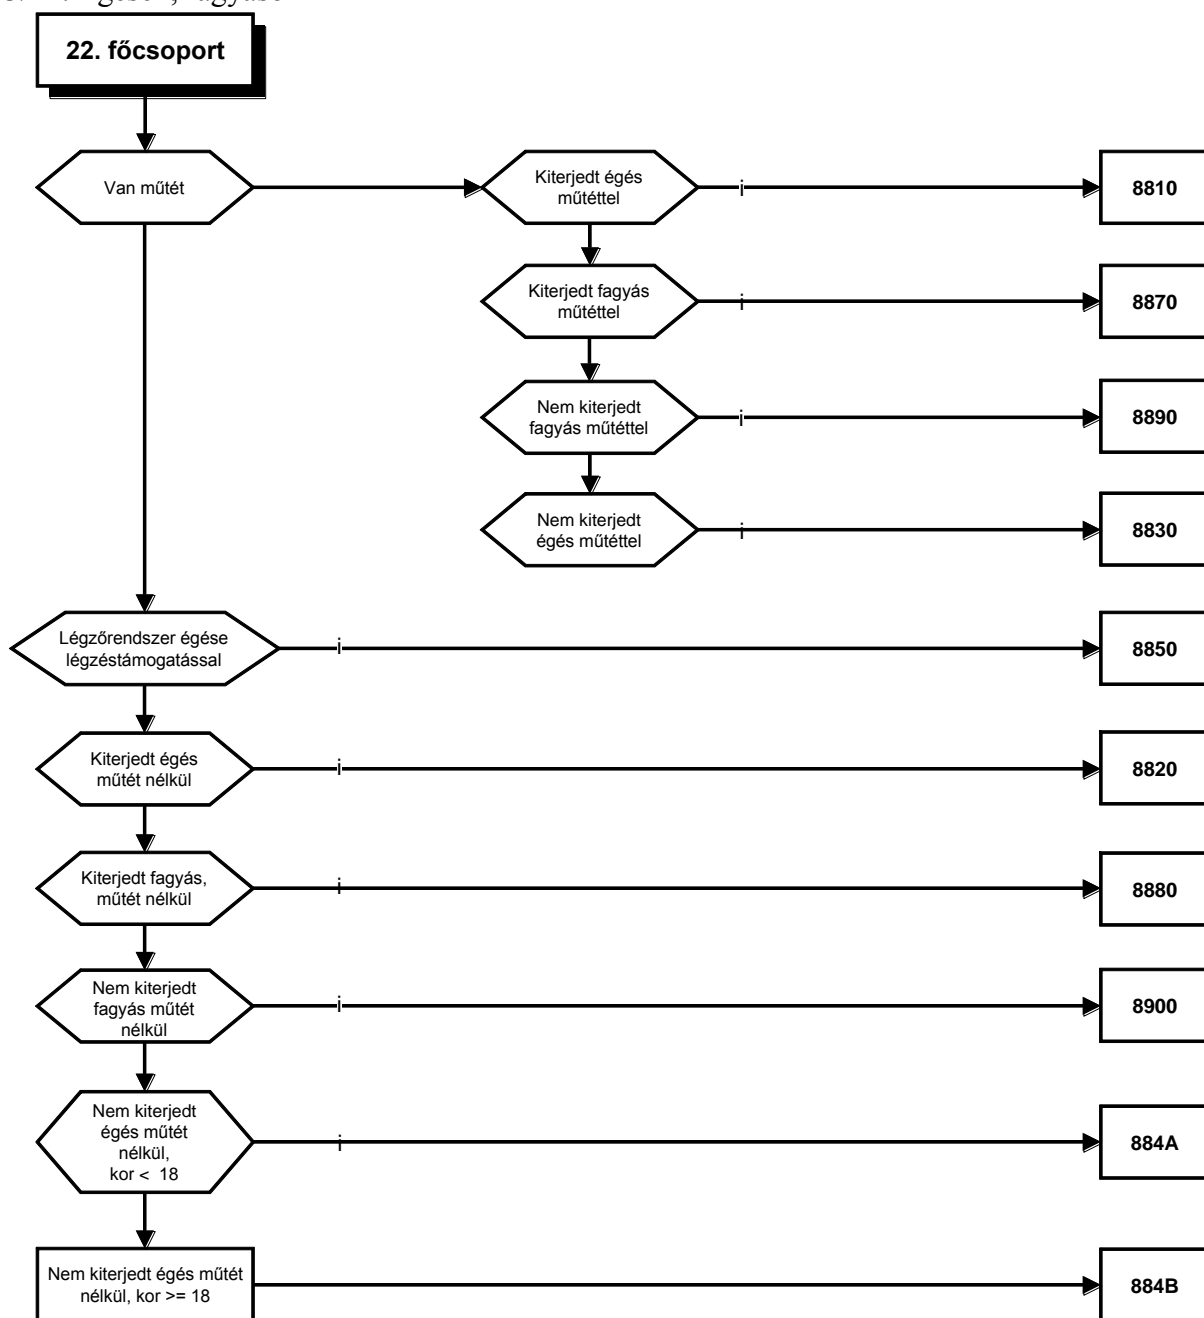 22. főcsoport
Van műtét
Kiterjedt égés
műtéttel
i
8810
Kiterjedt fagyás
műtéttel
i
8870
Nem kiterjedt
fagyás műtéttel
i
8890
Nem kiterjedt
égés műtéttel
i
8830
Légzőrendszer égése
légzéstámogatással
i
8850
Kiterjedt égés
műtét nélkül
i
8820
Kiterjedt fagyás,
műtét nélkül
i
8880
Nem kiterjedt
fagyás műtét
nélkül
i
8900
Nem kiterjedt
égés műtét
nélkül,
kor < 18
i
884A
Nem kiterjedt égés műtét
nélkül, kor >= 18
884B